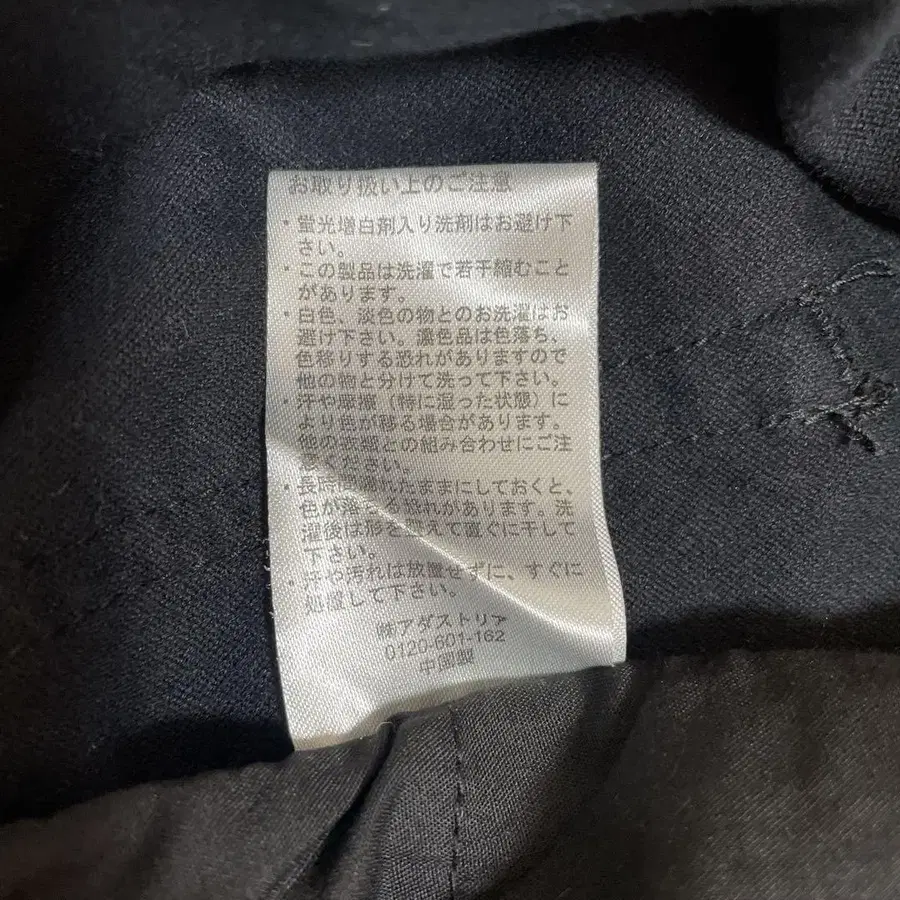 お取り扱い上のご注意
・蛍光増白剤入り洗剤はお避け下
さい。
・この製品は洗濯で若干縮むこと
があります。
・白色、淡色の物とのお洗濯はお
避け下さい。濃色品は色落ち、
色移りする恐れがありますので
他の物と分けて洗って下さい。
・汗や摩擦（特に湿った状態）に
より色が移る場合があります。
他の衣類との組み合わせにご注
ください。
・長時 れたままにしておくと、
色が落ちる恐れがあります。洗
濯後は形を整えて直ぐに干して
下さい。
・汗や汚れは放置せずに、すぐに
処置して下さい。
㈱アダストリア
0120-601-162
中国製